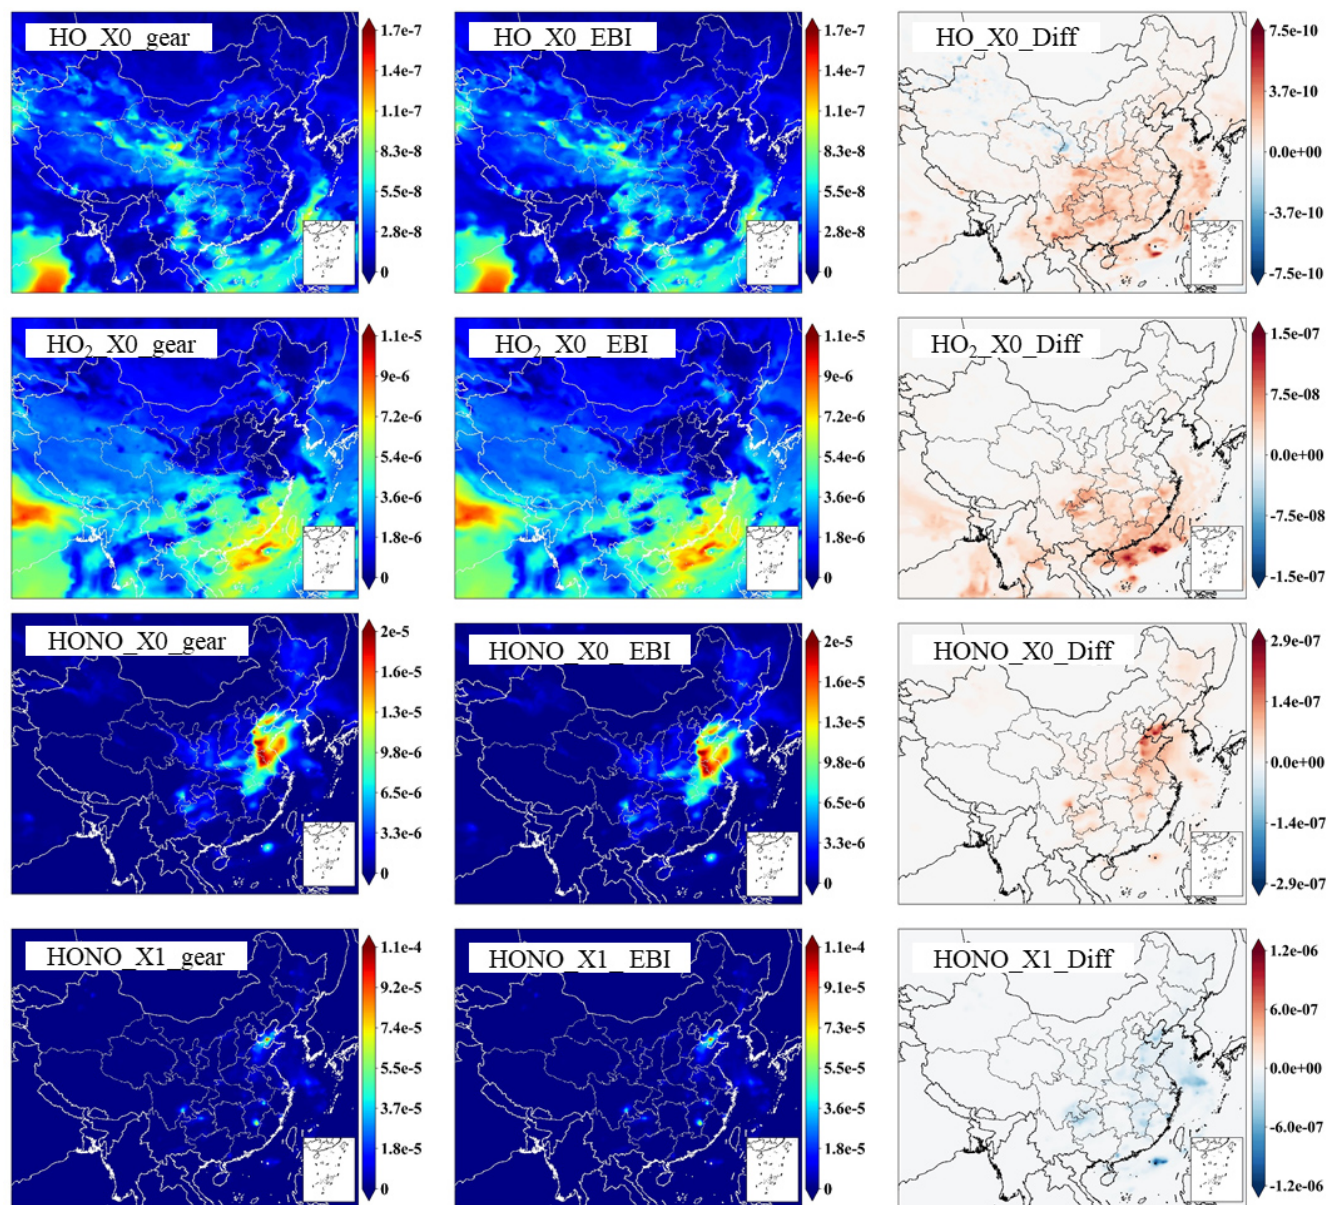 HO_X0_gear
1.7e-7
1.4e-7
1.1e-7
8.3e-8
5.5e-8
2.8e-8
0
HO_X0_EBI
1.7e-7
1.4e-7
1.1e-7
8.3e-8
5.5e-8
2.8e-8
0
HO_X0_Diff
7.5e-10
3.7e-10
0.0e+00
-3.7e-10
-7.5e-10
HO₂_X0_gear
1.1e-5
9e-6
7.2e-6
5.4e-6
3.6e-6
1.8e-6
0
HO₂_X0_EBI
1.1e-5
9e-6
7.2e-6
5.4e-6
3.6e-6
1.8e-6
0
HO₂_X0_Diff
1.5e-07
7.5e-08
0.0e+00
-7.5e-08
-1.5e-07
HONO_X0_gear
2e-5
1.6e-5
1.3e-5
9.8e-6
6.5e-6
3.3e-6
0
HONO_X0_EBI
2e-5
1.6e-5
1.3e-5
9.8e-6
6.5e-6
3.3e-6
0
HONO_X0_Diff
2.9e-07
1.4e-07
0.0e+00
-1.4e-07
-2.9e-07
HONO_X1_gear
1.1e-4
9.2e-5
7.4e-5
5.5e-5
3.7e-5
1.8e-5
0
HONO_X1_EBI
1.1e-4
9.1e-5
7.3e-5
5.5e-5
3.7e-5
1.8e-5
0
HONO_X1_Diff
1.2e-06
6.0e-07
0.0e+00
-6.0e-07
-1.2e-06